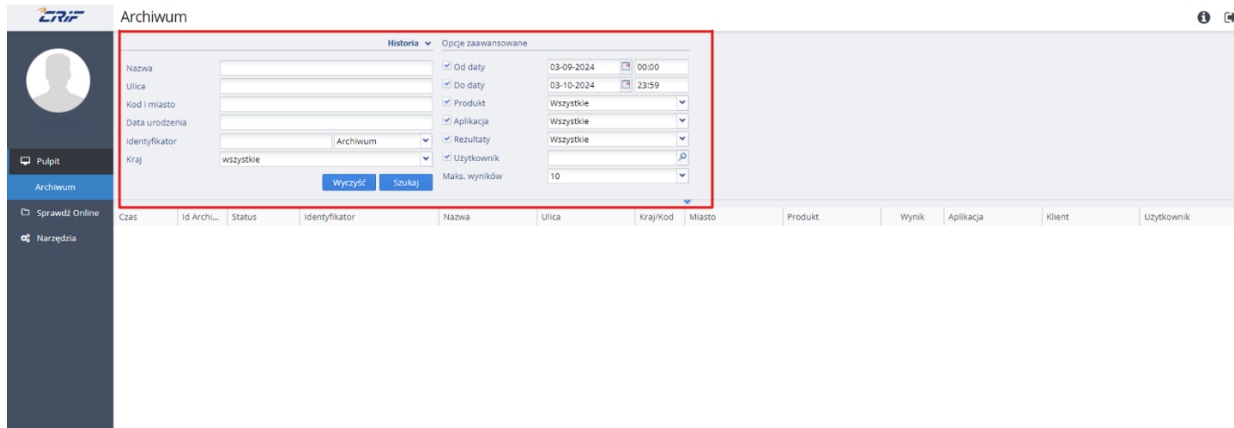 CRIF
Archiwum
Historia
Opcje zaawansowane
Nazwa
Ulica
Kod i miasto
Data urodzenia
Identyfikator Archiwum
Kraj wszystkie
Wyczyść Szukaj
Od daty 03-09-2024 00:00
Do daty 03-10-2024 23:59
Produkt Wszystkie
Aplikacja Wszystkie
Rezultaty Wszystkie
Użytkownik
Maks. wyników 10
Pulpit
Archiwum
Sprawdź Online
Narzędzia
Czas Id Archi... Status Identyfikator Nazwa Ulica Kraj/Kod Miasto Produkt Wynik Aplikacja Klient Użytkownik